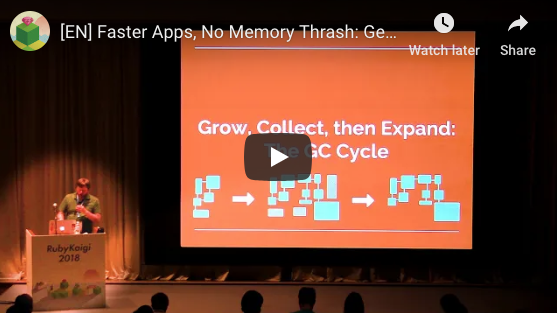 [EN] Faster Apps, No Memory Thrash: Ge...
Watch later
Share
Grow, Collect, then Expand:
The GC Cycle
RubyKaigi
2018